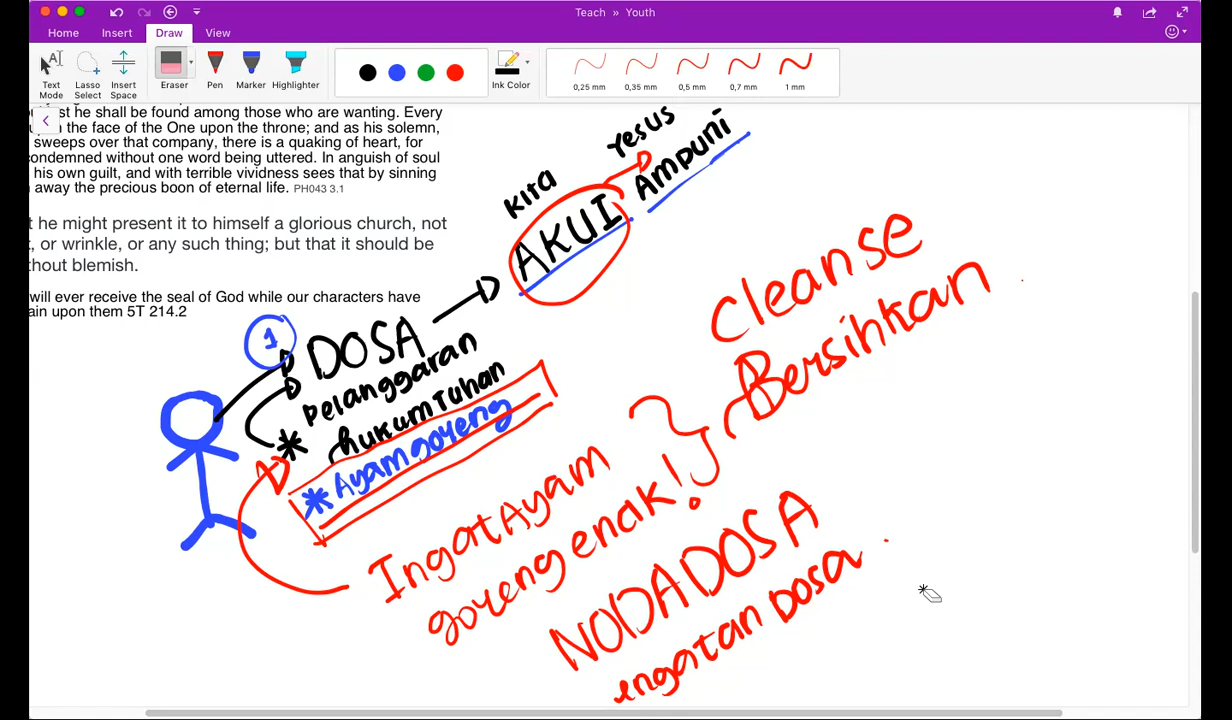 Teach » Youth
Home Insert Draw View
Text Mode
Lasso Select
Insert Space
Eraser
Pen
Marker
Highlighter
Ink Color
0,25 mm
0,35 mm
0,5 mm
0,7 mm
1 mm
he shall be found among those who are wanting. Every
the face of the One upon the throne; and as his solemn,
sweeps over that company, there is a quaking of heart, for
condemned without one word being uttered. In anguish of soul
his own guilt, and with terrible vividness sees that by sinning
away the precious boon of eternal life. PH043 3.1
t he might present it to himself a glorious church, not
, or wrinkle, or any such thing; but that it should be
thout blemish.
will ever receive the seal of God while our characters have
ain upon them 5T 214.2
Kita
Yesus
AKUI
Ampuni
1
DOSA
* Pelanggaran
hukum Tuhan
* Ayam goreng
Ingat Ayam
goreng enak!
Cleanse
Bersihkan
NODA DOSA
ingatan Dosa